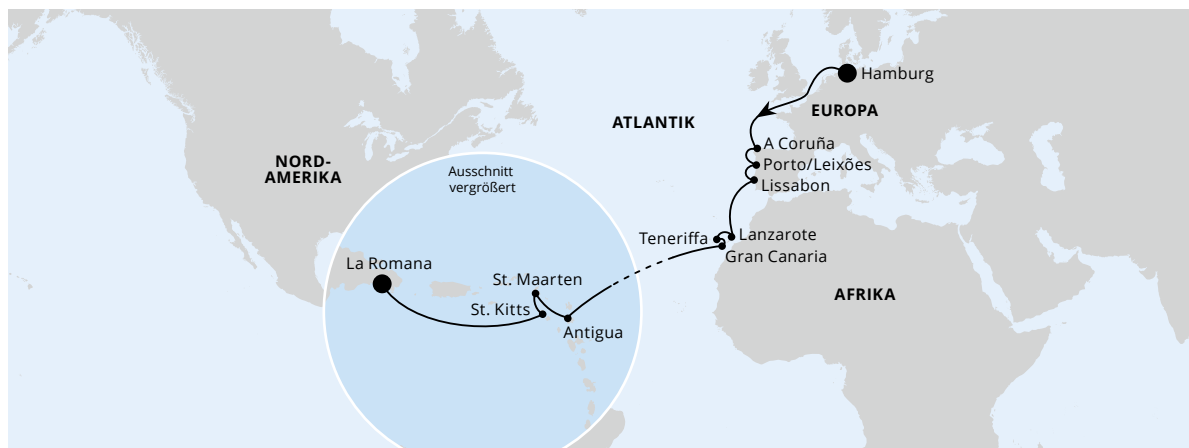 Hamburg
EUROPA
ATLANTIK
A Coruña
NORD-
AMERIKA
Porto/Leixões
Ausschnitt
vergrößert
Lissabon
Teneriffa
Lanzarote
Gran Canaria
La Romana
St. Maarten
AFRIKA
St. Kitts
Antigua